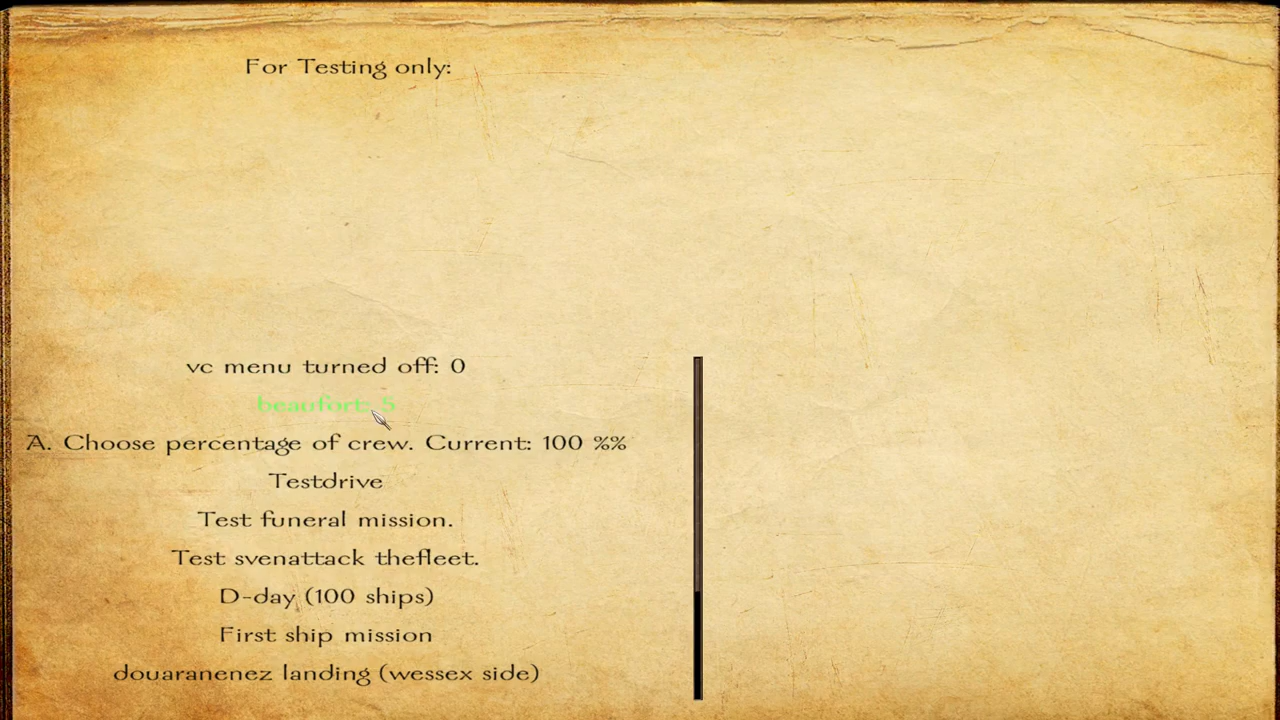 For Testing only:
vc menu turned off: 0
beaufort: 5
A. Choose percentage of crew. Current: 100 %%
Testdrive
Test funeral mission.
Test svenattack thefleet.
D-day (100 ships)
First ship mission
douaranenez landing (wessex side)